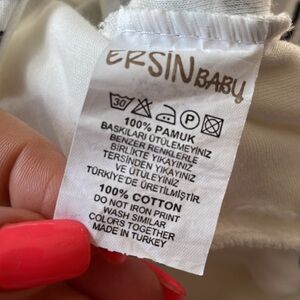 ERSİN BABY
30 P
100% PAMUK
BASKILARI ÜTÜLEMEYİNİZ
BENZER RENKLERLE
BİRLİKTE YIKAYINIZ
TERSİNDEN YIKAYINIZ
VE ÜTÜLEYİNİZ
TÜRKİYE'DE ÜRETİLMİŞTİR.
100% COTTON
DO NOT IRON PRINT
WASH SIMILAR
COLORS TOGETHER
MADE IN TURKEY